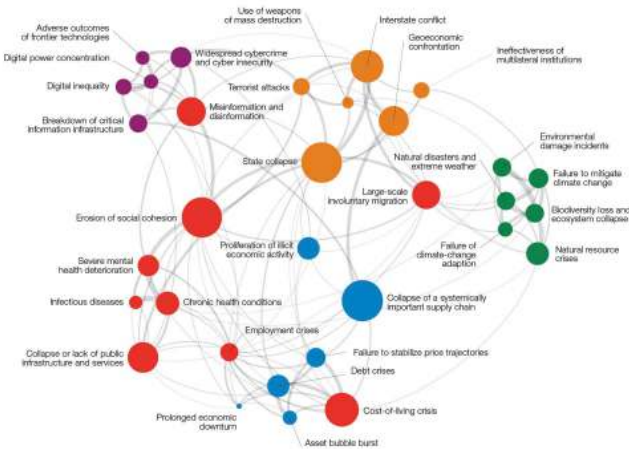 Use of weapons
of mass destruction
Interstate conflict
Adverse outcomes
of frontier technologies
Geoeconomic
confrontation
Widespread cybercrime
and cyber insecurity
Ineffectiveness of
multilateral institutions
Digital power concentration
Digital inequality
Terrorist attacks
Misinformation and
disinformation
Breakdown of critical
information infrastructure
Environmental
damage incidents
State collapse
Natural disasters and
extreme weather
Failure to mitigate
climate change
Large-scale
involuntary migration
Biodiversity loss and
ecosystem collapse
Erosion of social cohesion
Proliferation of illicit
economic activity
Failure of
climate-change
adaption
Natural resource
crises
Severe mental
health deterioration
Infectious diseases
Chronic health conditions
Collapse of a systemically
important supply chain
Employment crises
Collapse or lack of public
infrastructure and services
Failure to stabilize price trajectories
Debt crises
Prolonged economic
downturn
Cost-of-living crisis
Asset bubble burst